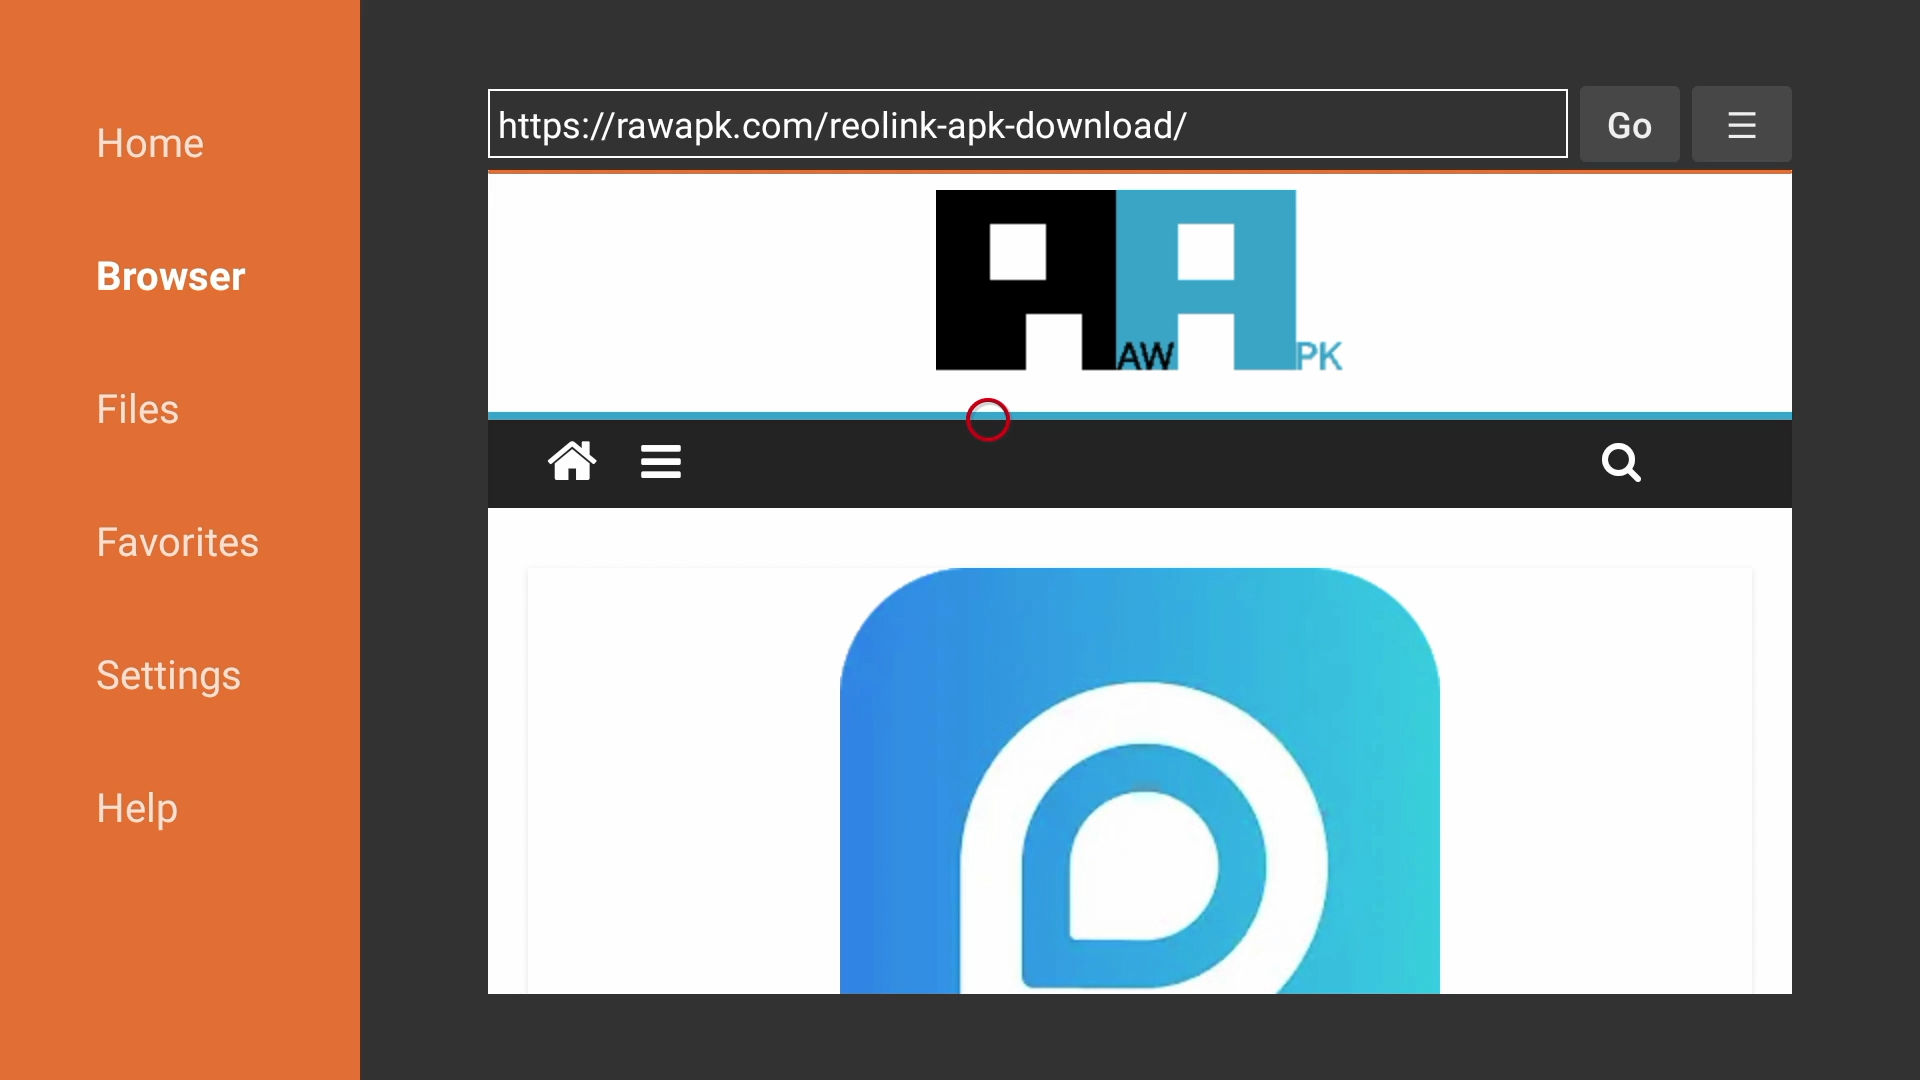 Home
Browser
Files
Favorites
Settings
Help
https://rawapk.com/reolink-apk-download/
Go
AW PK